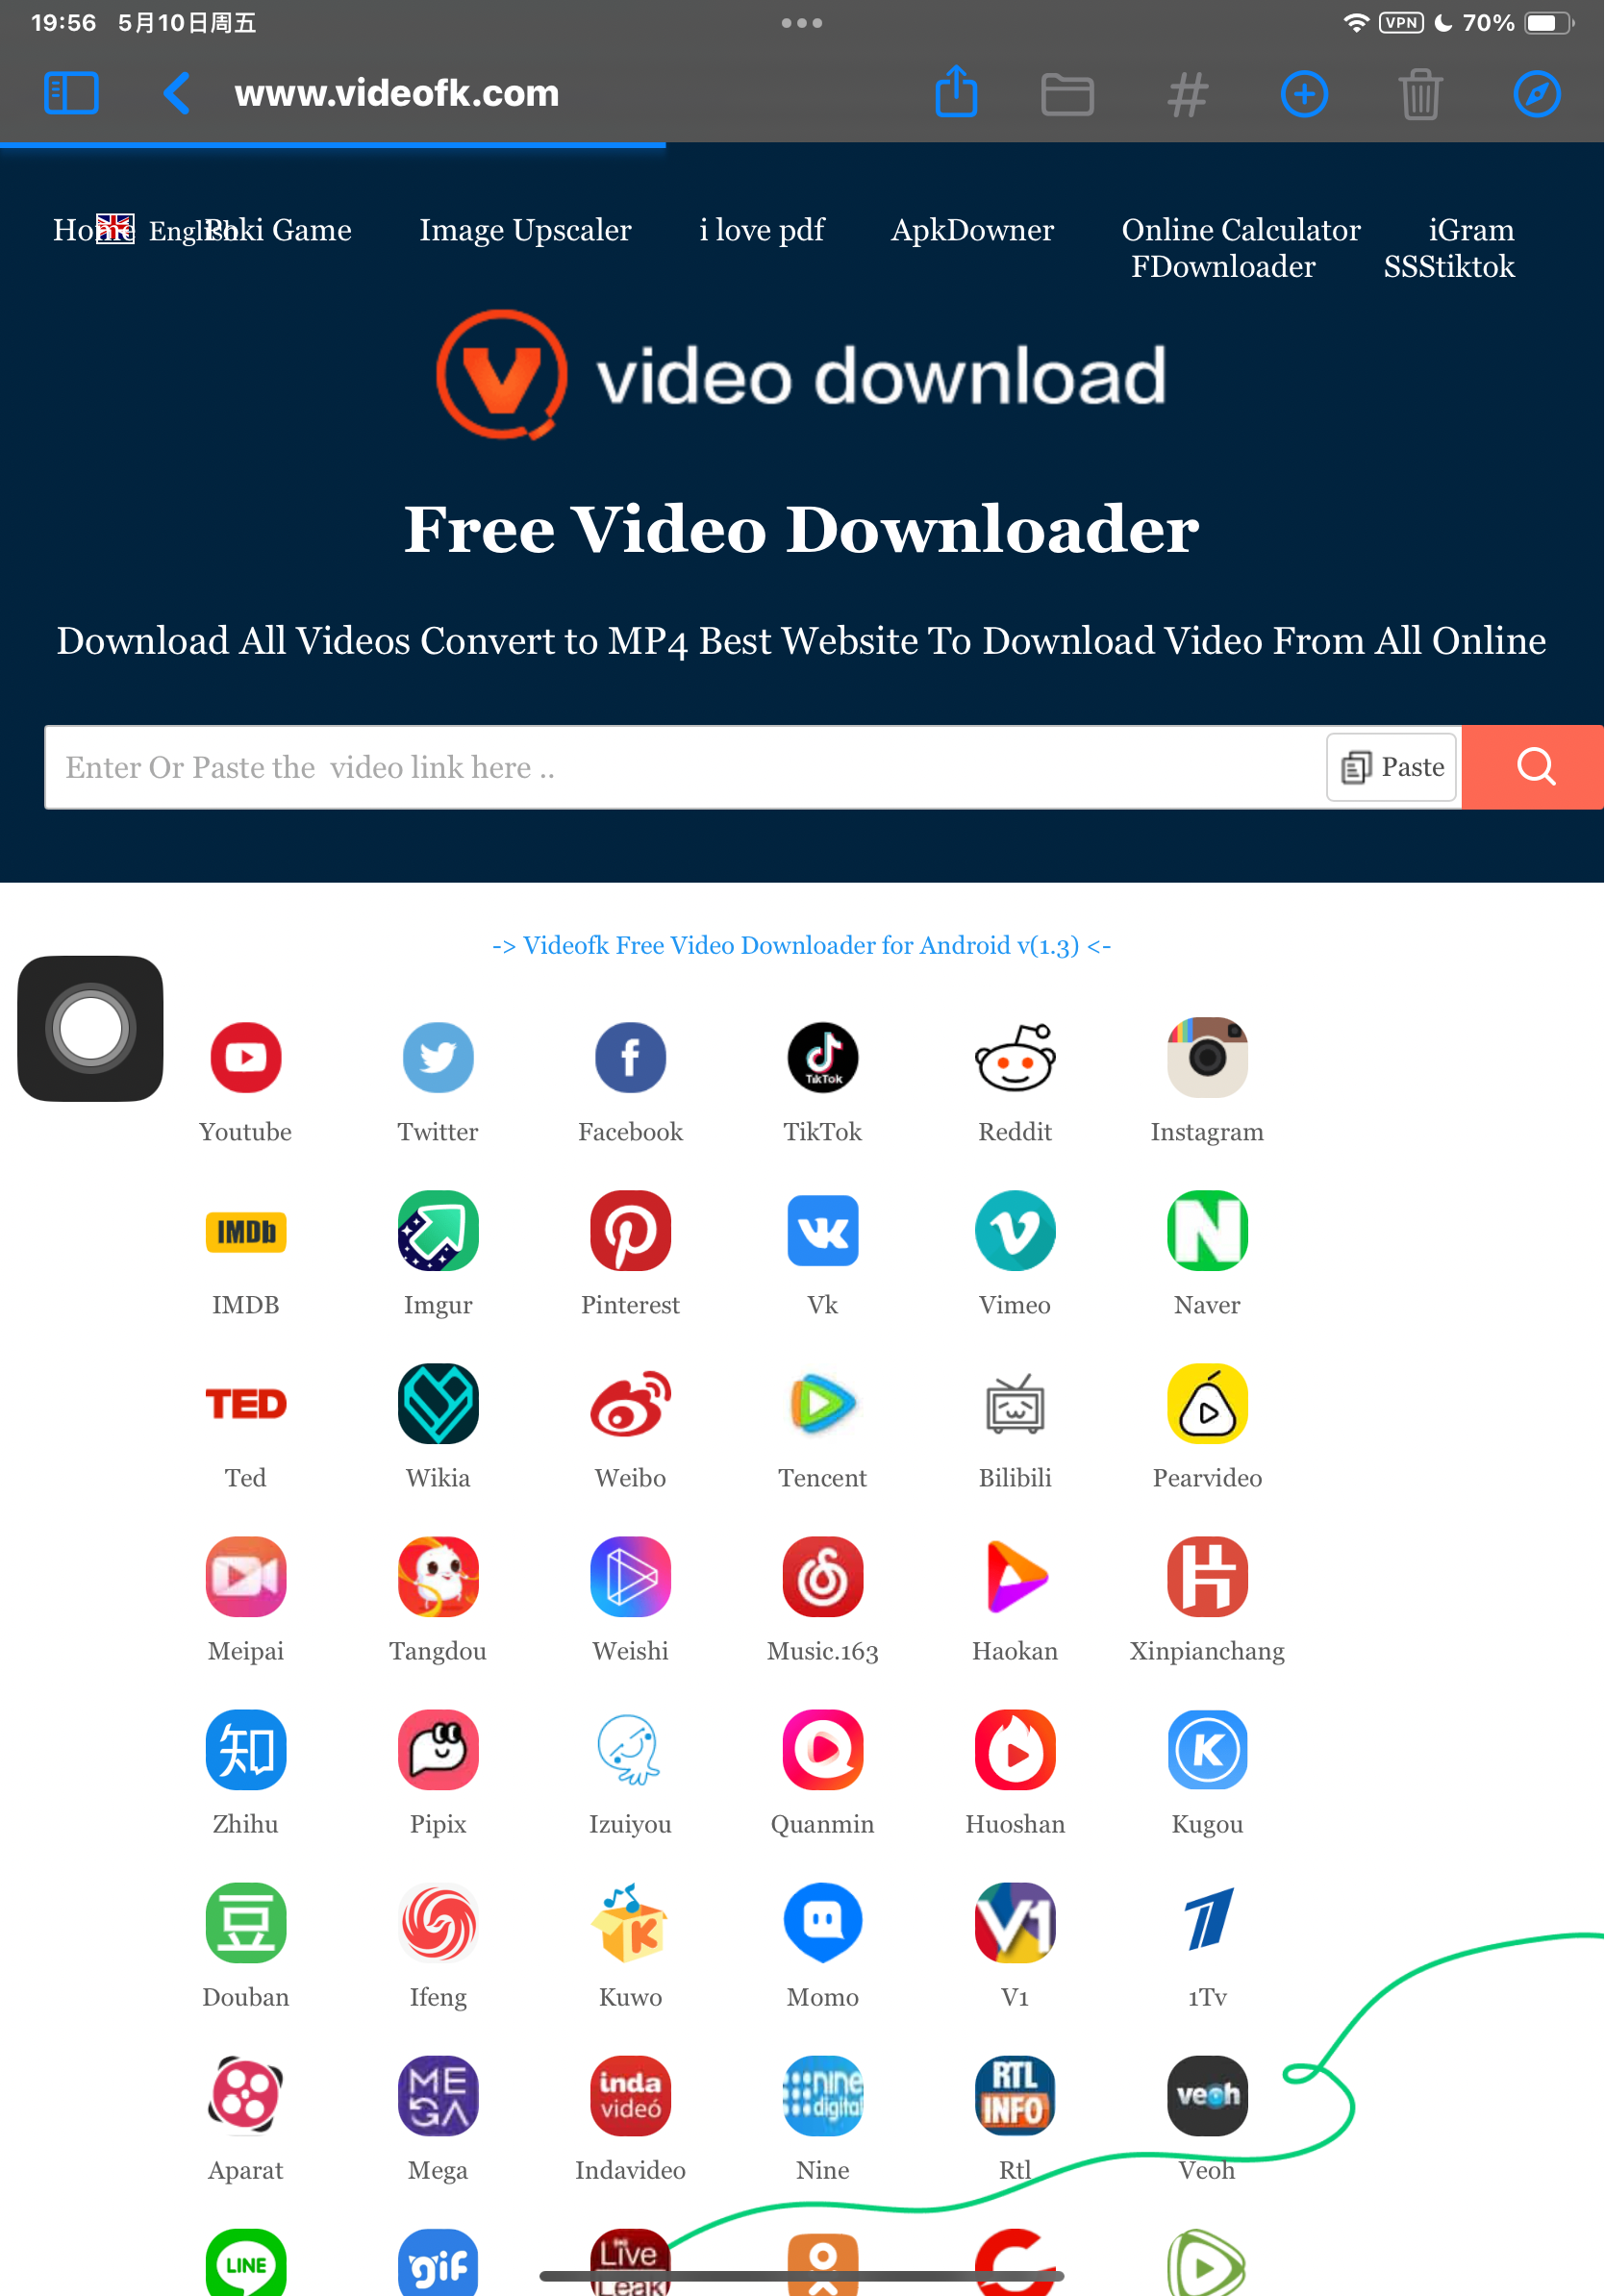 19:56 5月10日周五
VPN 70%
www.videofk.com
Home English Poki Game Image Upscaler i love pdf ApkDowner Online Calculator iGram
FDownloader SSStiktok
video download
Free Video Downloader
Download All Videos Convert to MP4 Best Website To Download Video From All Online
Enter Or Paste the video link here .. Paste
-> Videofk Free Video Downloader for Android v(1.3) <-
TikTok
Youtube Twitter Facebook TikTok Reddit Instagram
IMDb
IMDB Imgur Pinterest Vk Vimeo Naver
TED
Ted Wikia Weibo Tencent Bilibili Pearvideo
Meipai Tangdou Weishi Music.163 Haokan Xinpianchang
知
Zhihu Pipix Izuiyou Quanmin Huoshan Kugou
豆 K V1
Douban Ifeng Kuwo Momo V1 1Tv
MEGA inda videó nine digital RTL INFO veoh
Aparat Mega Indavideo Nine Rtl Veoh
LINE gif Live Leak